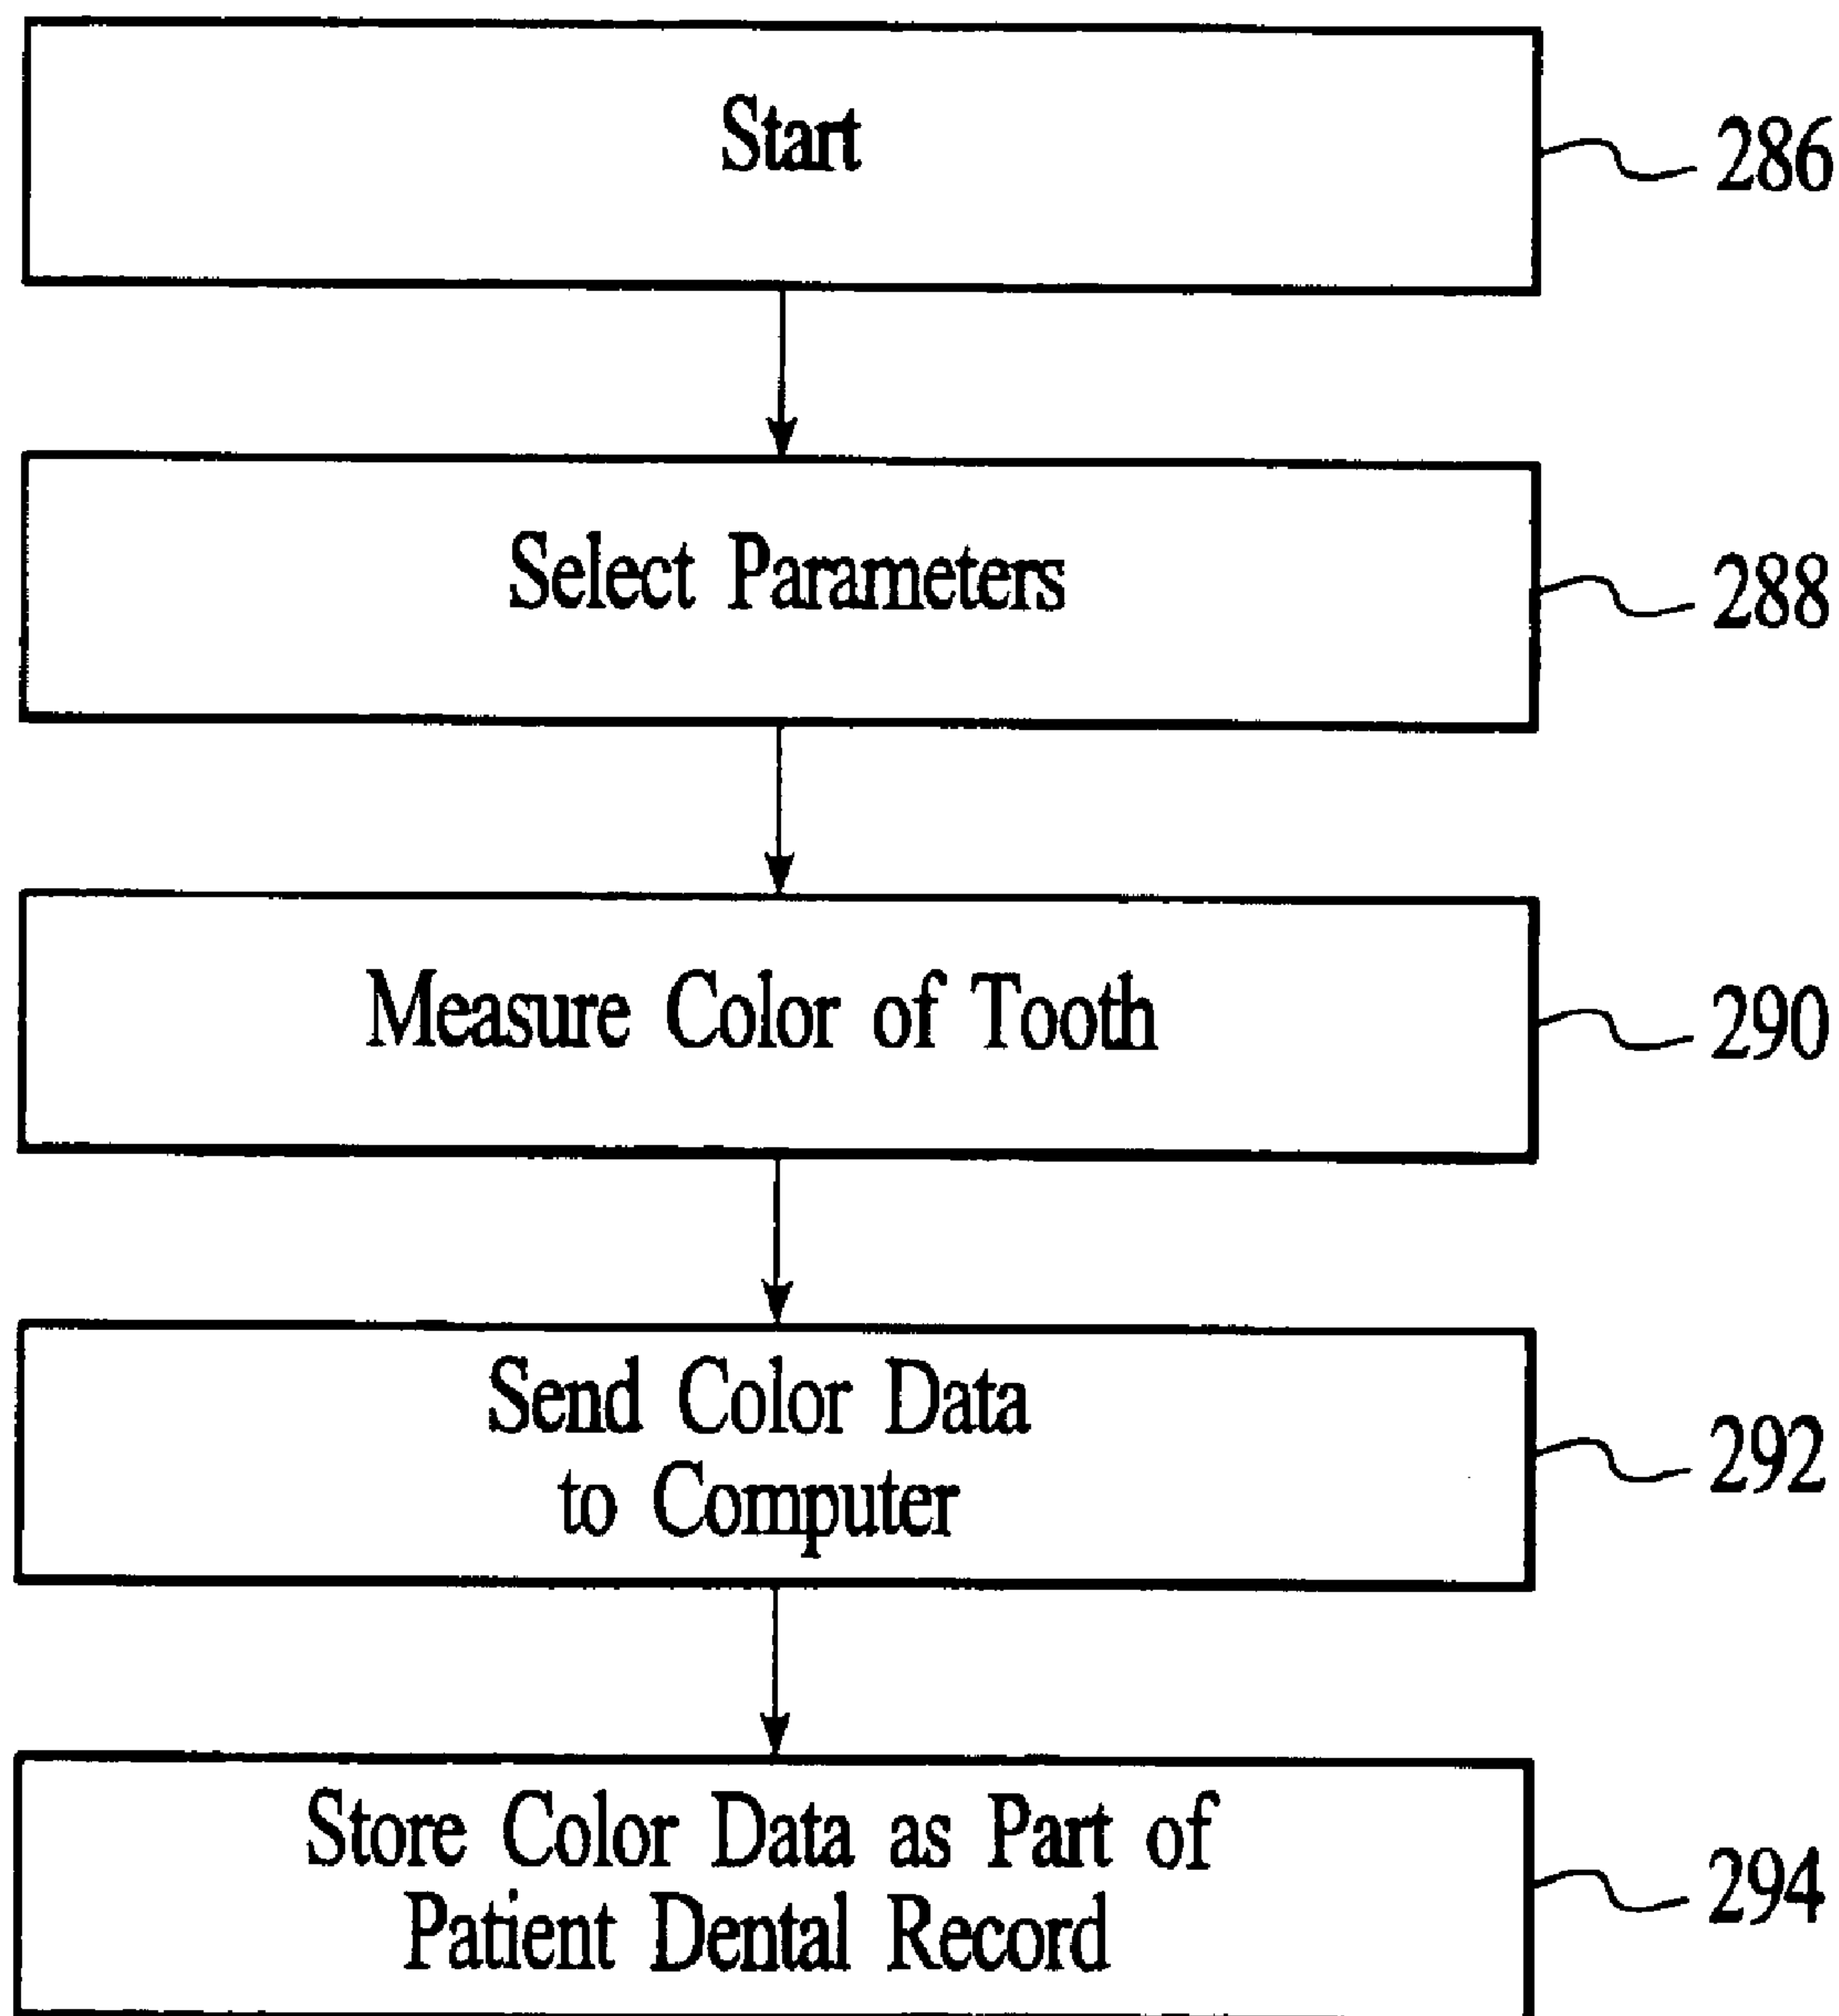 Start
286
Select Parameters
288
Measure Color of Tooth
290
Send Color Data
to Computer
292
Store Color Data as Part of
Patient Dental Record
294